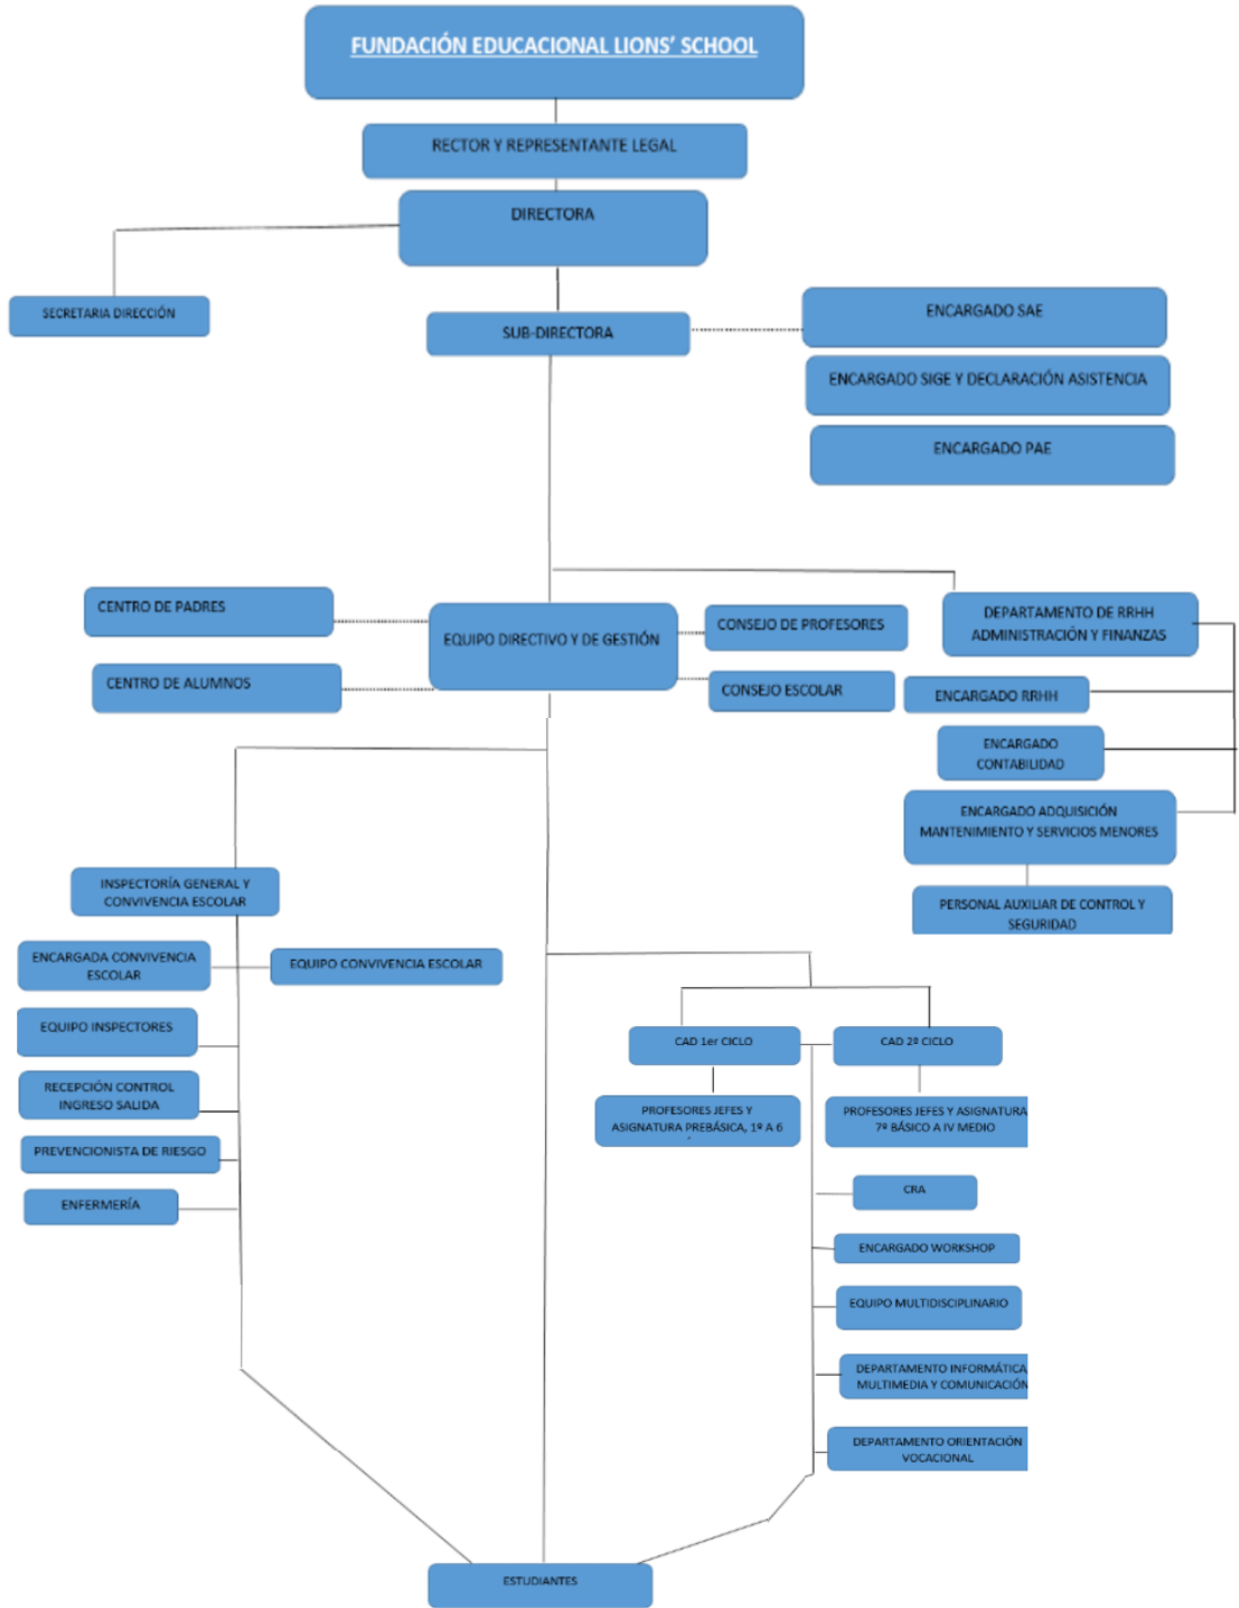 FUNDACIÓN EDUCACIONAL LIONS' SCHOOL
RECTOR Y REPRESENTANTE LEGAL
DIRECTORA
SECRETARIA DIRECCIÓN
SUB-DIRECTORA
ENCARGADO SAE
ENCARGADO SIGE Y DECLARACIÓN ASISTENCIA
ENCARGADO PAE
CENTRO DE PADRES
CENTRO DE ALUMNOS
EQUIPO DIRECTIVO Y DE GESTIÓN
CONSEJO DE PROFESORES
CONSEJO ESCOLAR
DEPARTAMENTO DE RRHH
ADMINISTRACIÓN Y FINANZAS
ENCARGADO RRHH
ENCARGADO
CONTABILIDAD
ENCARGADO ADQUISICIÓN
MANTENIMIENTO Y SERVICIOS MENORES
PERSONAL AUXILIAR DE CONTROL Y
SEGURIDAD
INSPECTORÍA GENERAL Y
CONVIVENCIA ESCOLAR
ENCARGADA CONVIVENCIA
ESCOLAR
EQUIPO CONVIVENCIA ESCOLAR
EQUIPO INSPECTORES
RECEPCIÓN CONTROL
INGRESO SALIDA
PREVENCIONISTA DE RIESGO
ENFERMERÍA
CAD 1er CICLO
CAD 2º CICLO
PROFESORES JEFES Y
ASIGNATURA PREBÁSICA, 1º A 6
PROFESORES JEFES Y ASIGNATURA
7º BÁSICO A IV MEDIO
CRA
ENCARGADO WORKSHOP
EQUIPO MULTIDISCIPLINARIO
DEPARTAMENTO INFORMÁTICA,
MULTIMEDIA Y COMUNICACIÓN
DEPARTAMENTO ORIENTACIÓN
VOCACIONAL
ESTUDIANTES